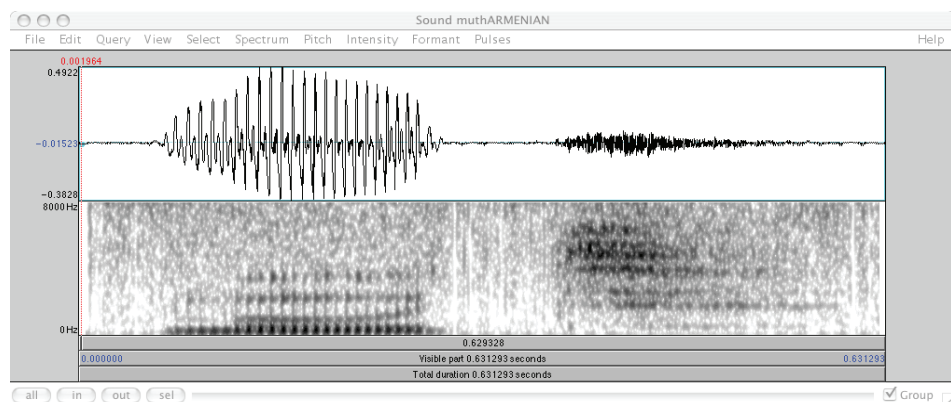 Sound muthARMENIAN
File Edit Query View Select Spectrum Pitch Intensity Formant Pulses Help
0.001964
0.4922
-0.01523
-0.3828
8000 Hz
0 Hz
0.629328
0.000000 Visible part 0.631293 seconds 0.631293
Total duration 0.631293 seconds
all in out sel Group